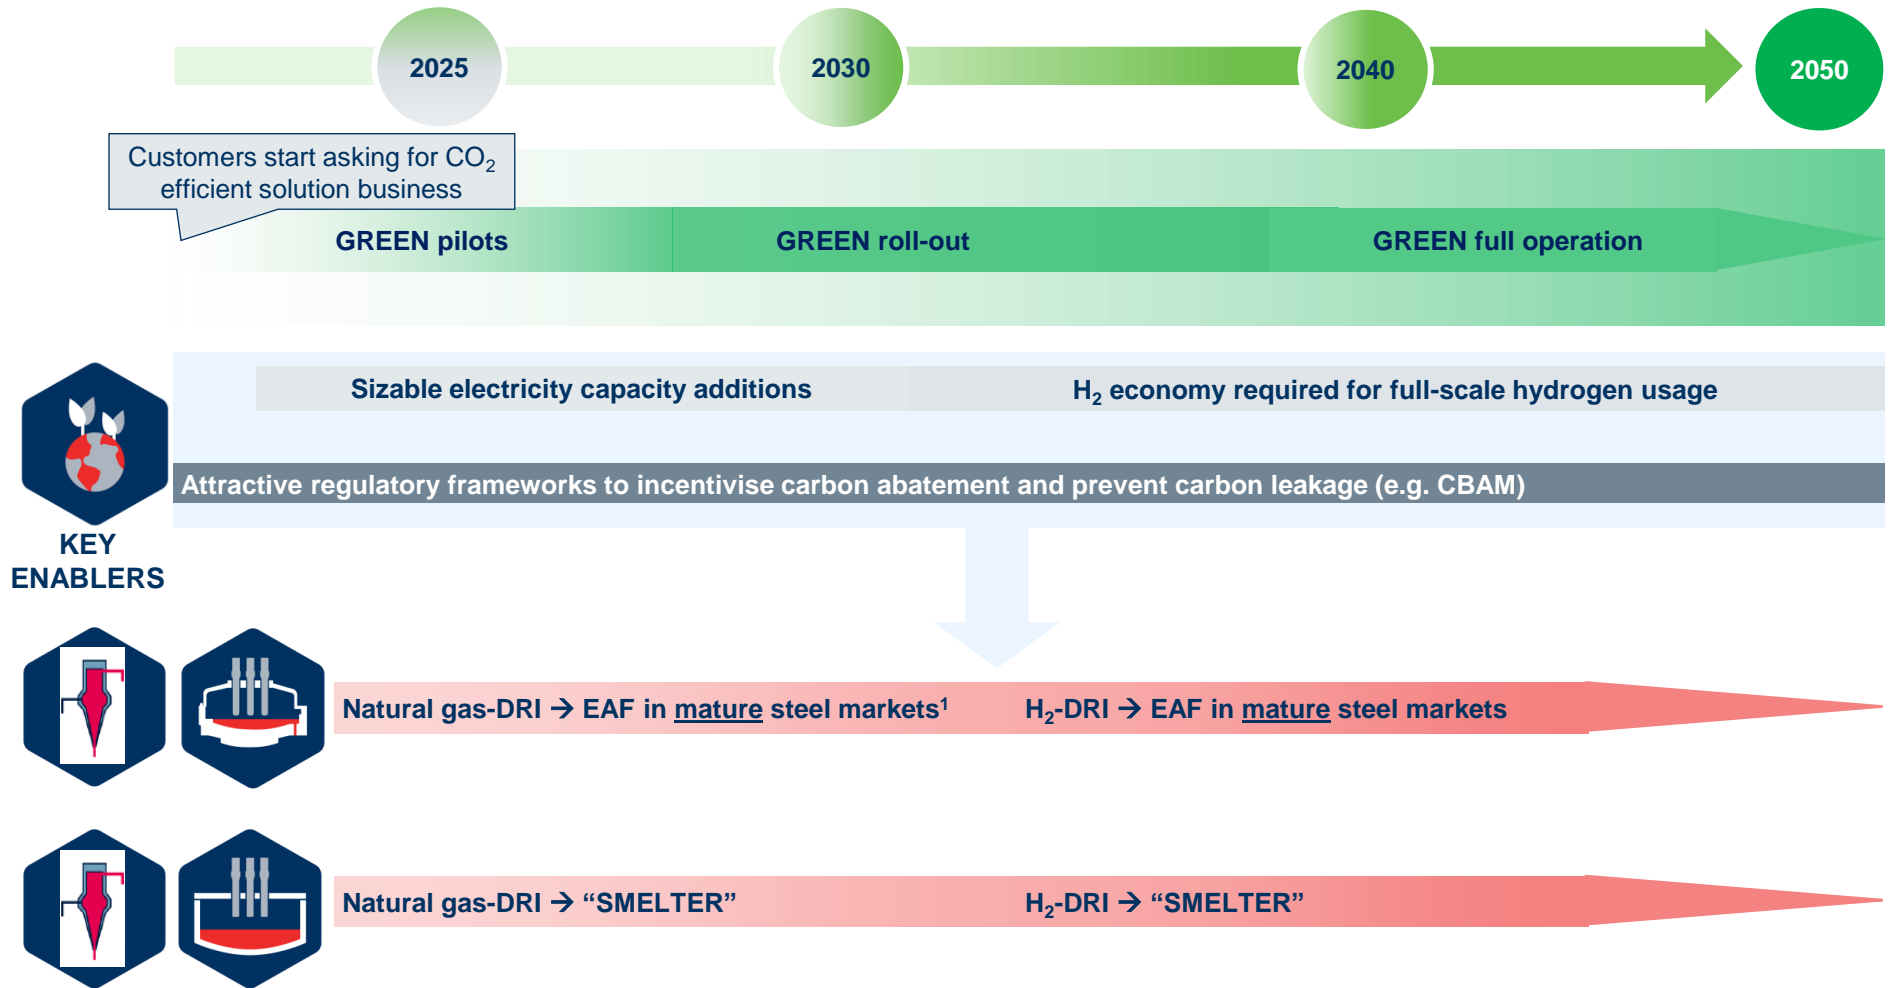 2025
2030
2040
2050
Customers start asking for CO₂
efficient solution business
GREEN pilots
GREEN roll-out
GREEN full operation
Sizable electricity capacity additions
H₂ economy required for full-scale hydrogen usage
Attractive regulatory frameworks to incentivise carbon abatement and prevent carbon leakage (e.g. CBAM)
KEY
ENABLERS
Natural gas-DRI → EAF in mature steel markets¹
H₂-DRI → EAF in mature steel markets
Natural gas-DRI → “SMELTER”
H₂-DRI → “SMELTER”